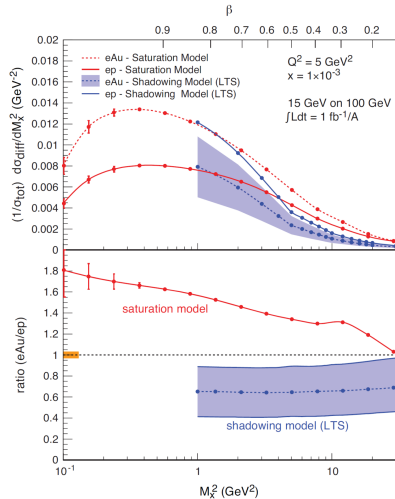 β
0.9 0.8 0.7 0.6 0.5 0.4 0.3 0.2
0.02
0.018
0.016
0.014
0.012
0.01
0.008
0.006
0.004
0.002
(1/σtot) dσdiff/dMx² (GeV⁻²)
eAu - Saturation Model
ep - Saturation Model
eAu - Shadowing Model (LTS)
ep - Shadowing Model (LTS)
Q² = 5 GeV²
x = 1×10⁻³
15 GeV on 100 GeV
∫Ldt = 1 fb⁻¹/A
1.8
1.6
1.4
1.2
1
0.8
0.6
0.4
0.2
0
ratio (eAu/ep)
saturation model
shadowing model (LTS)
10⁻¹ 1 10
Mx² (GeV²)